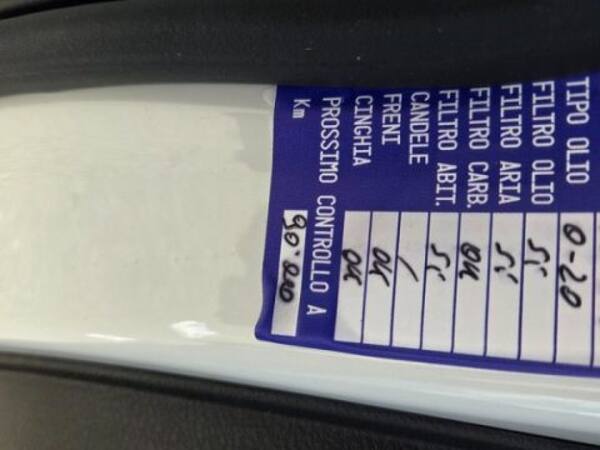 TIPO OLIO 0-20
FILTRO OLIO Si
FILTRO ARIA Si
FILTRO CARB. OK
FILTRO ABIT. Si
CANDELE /
FRENI OK
CINGHIA OK
PROSSIMO CONTROLLO A
Km 90.000